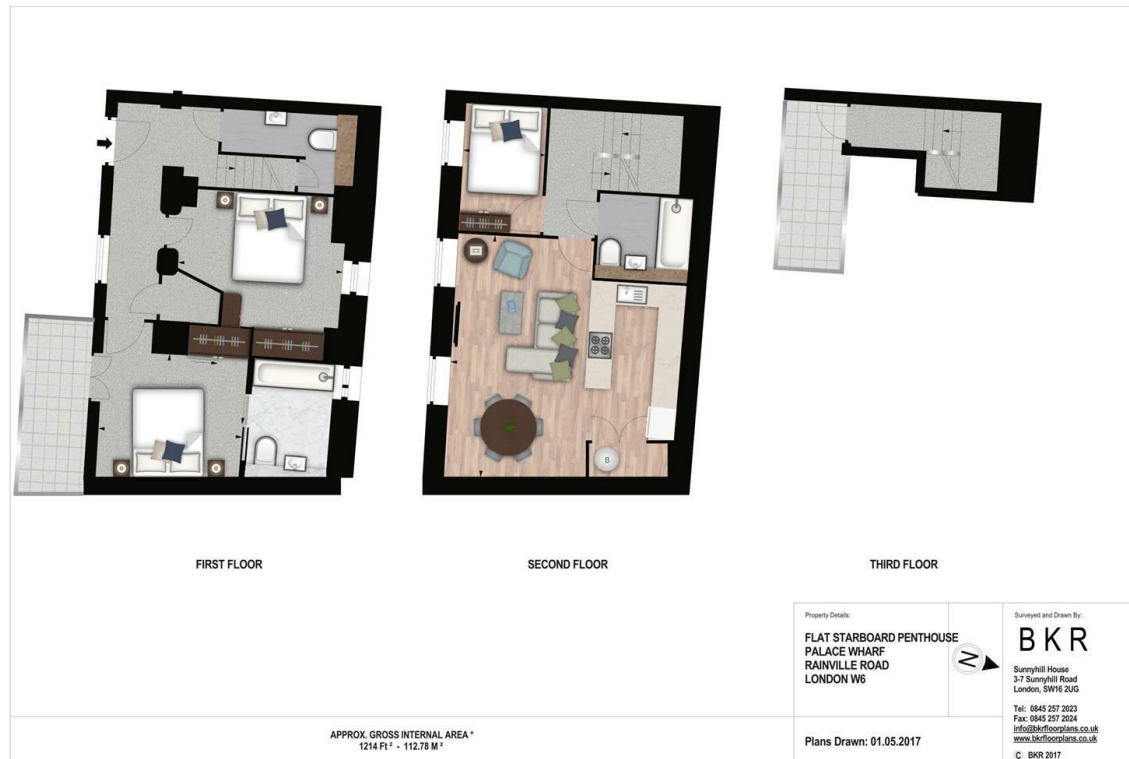 B
FIRST FLOOR
SECOND FLOOR
THIRD FLOOR
Property Details:
FLAT STARBOARD PENTHOUSE
PALACE WHARF
RAINVILLE ROAD
LONDON W6
N
Surveyed and Drawn By:
BKR
Sunnyhill House
3-7 Sunnyhill Road
London, SW16 2UG
Tel: 0845 257 2023
Fax: 0845 257 2024
info@bkrfloorplans.co.uk
www.bkrfloorplans.co.uk
© BKR 2017
APPROX. GROSS INTERNAL AREA *
1214 Ft ² - 112.78 M ²
Plans Drawn: 01.05.2017